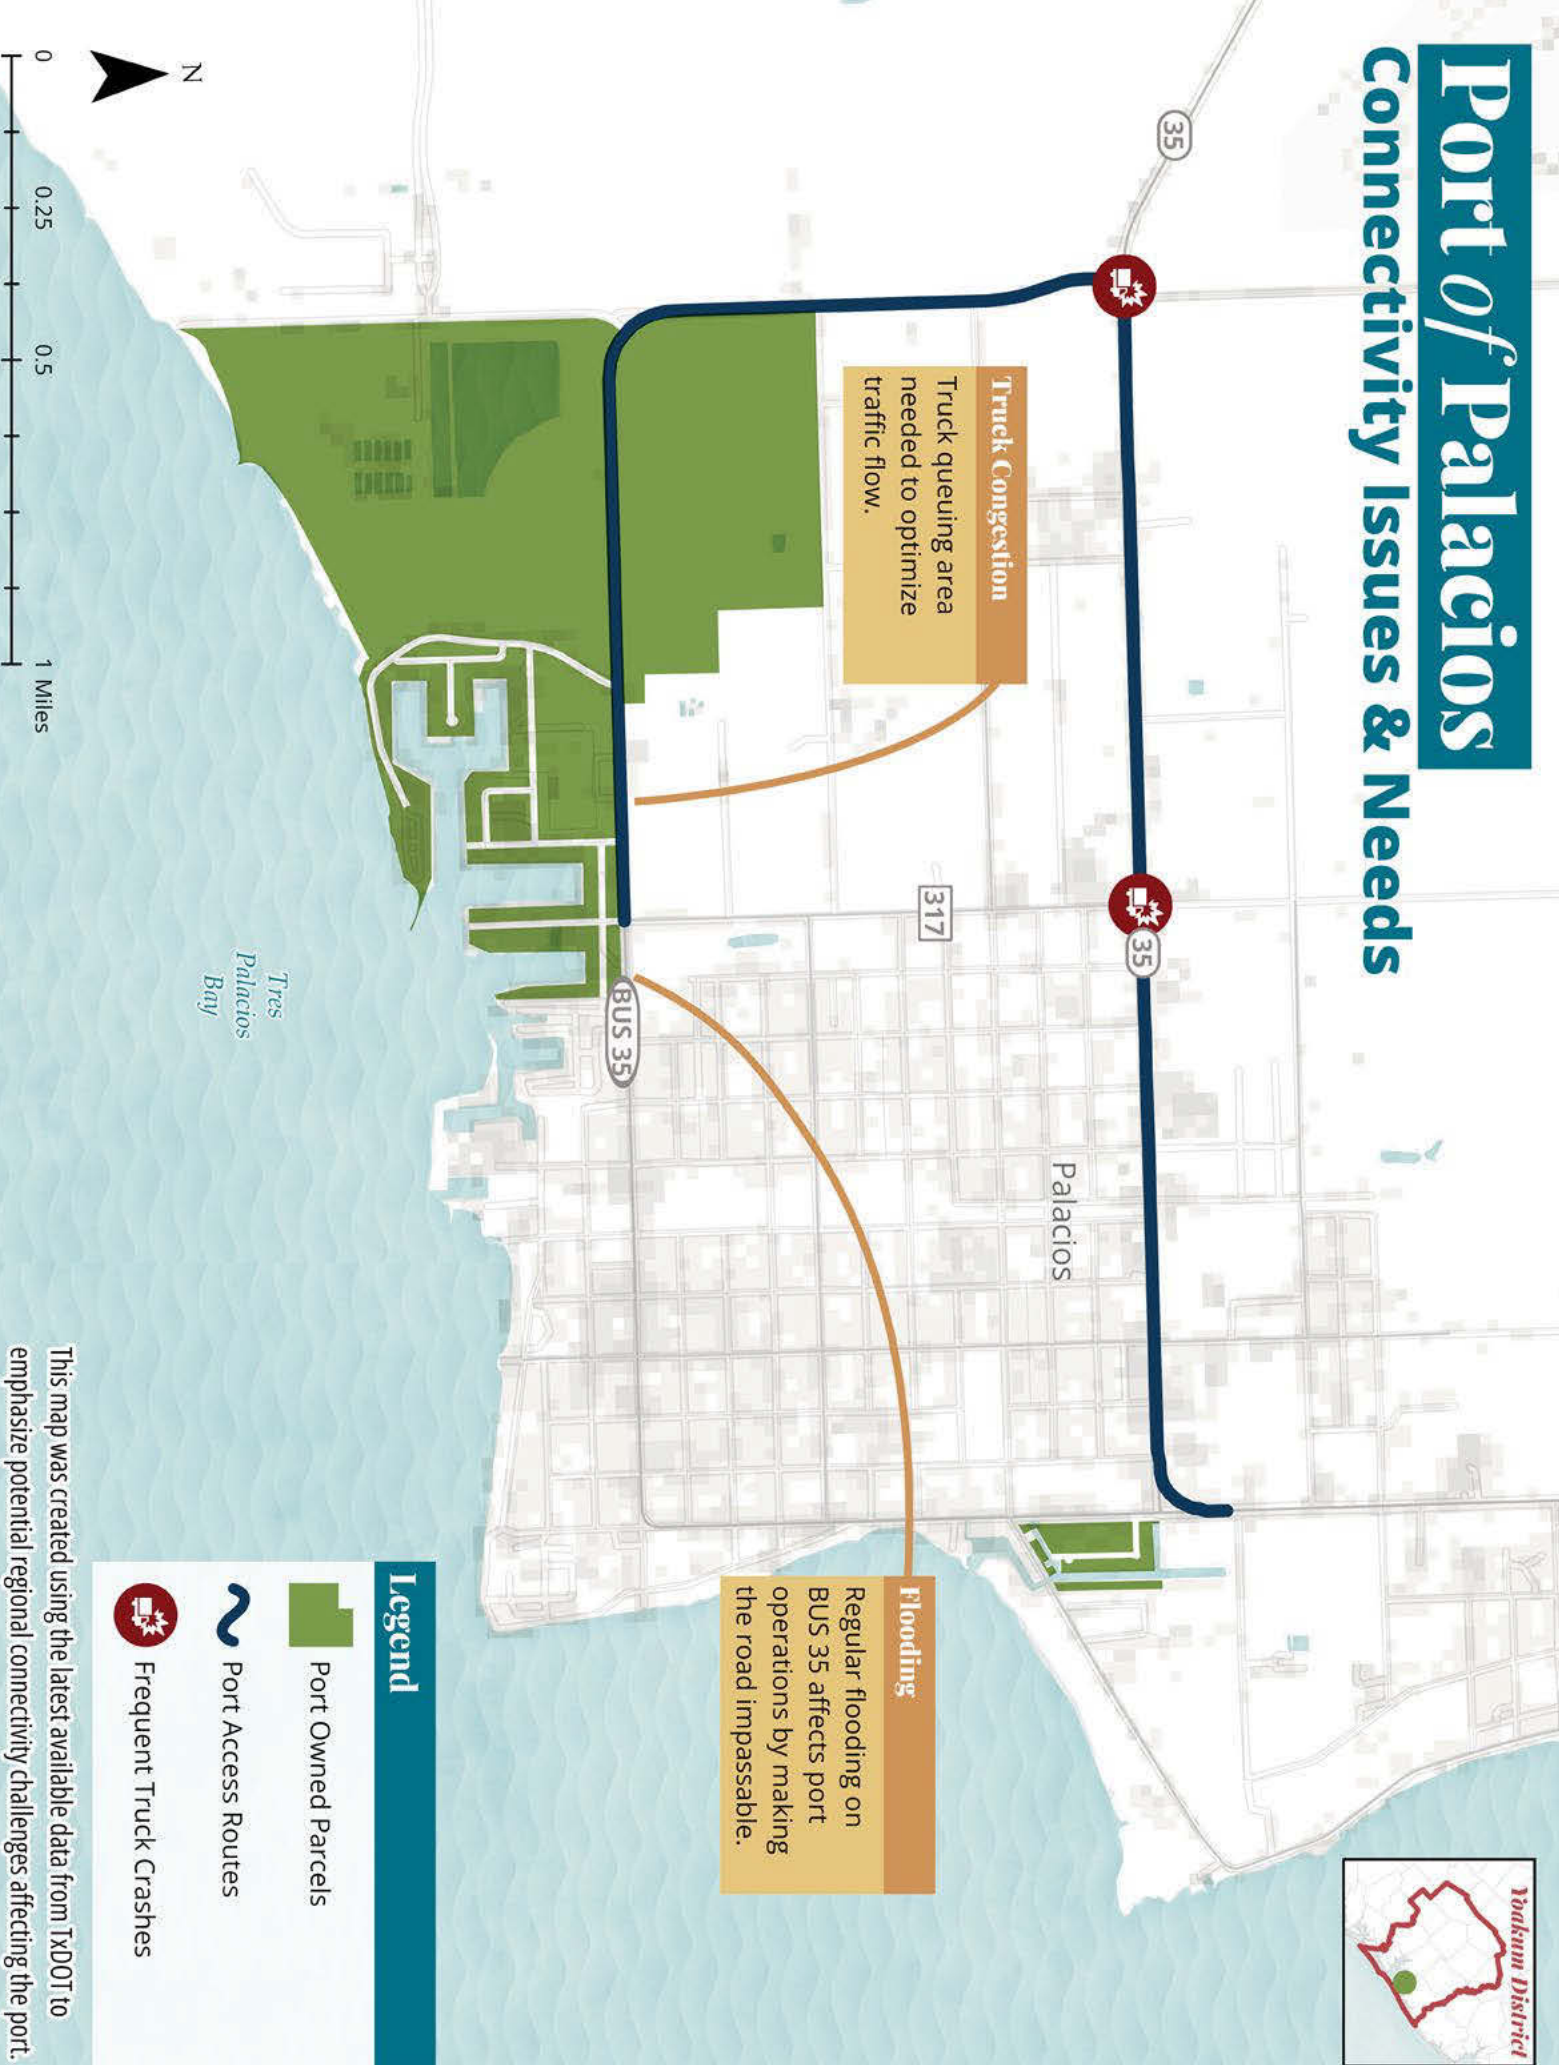 Port of Palacios
Connectivity Issues & Needs
Yoakum District
35
Truck Congestion
Truck queuing area
needed to optimize
traffic flow.
317
35
Palacios
BUS 35
Flooding
Regular flooding on
BUS 35 affects port
operations by making
the road impassable.
Tres
Palacios
Bay
Legend
Port Owned Parcels
Port Access Routes
Frequent Truck Crashes
N
0 0.25 0.5 1 Miles
This map was created using the latest available data from TxDOT to
emphasize potential regional connectivity challenges affecting the port.